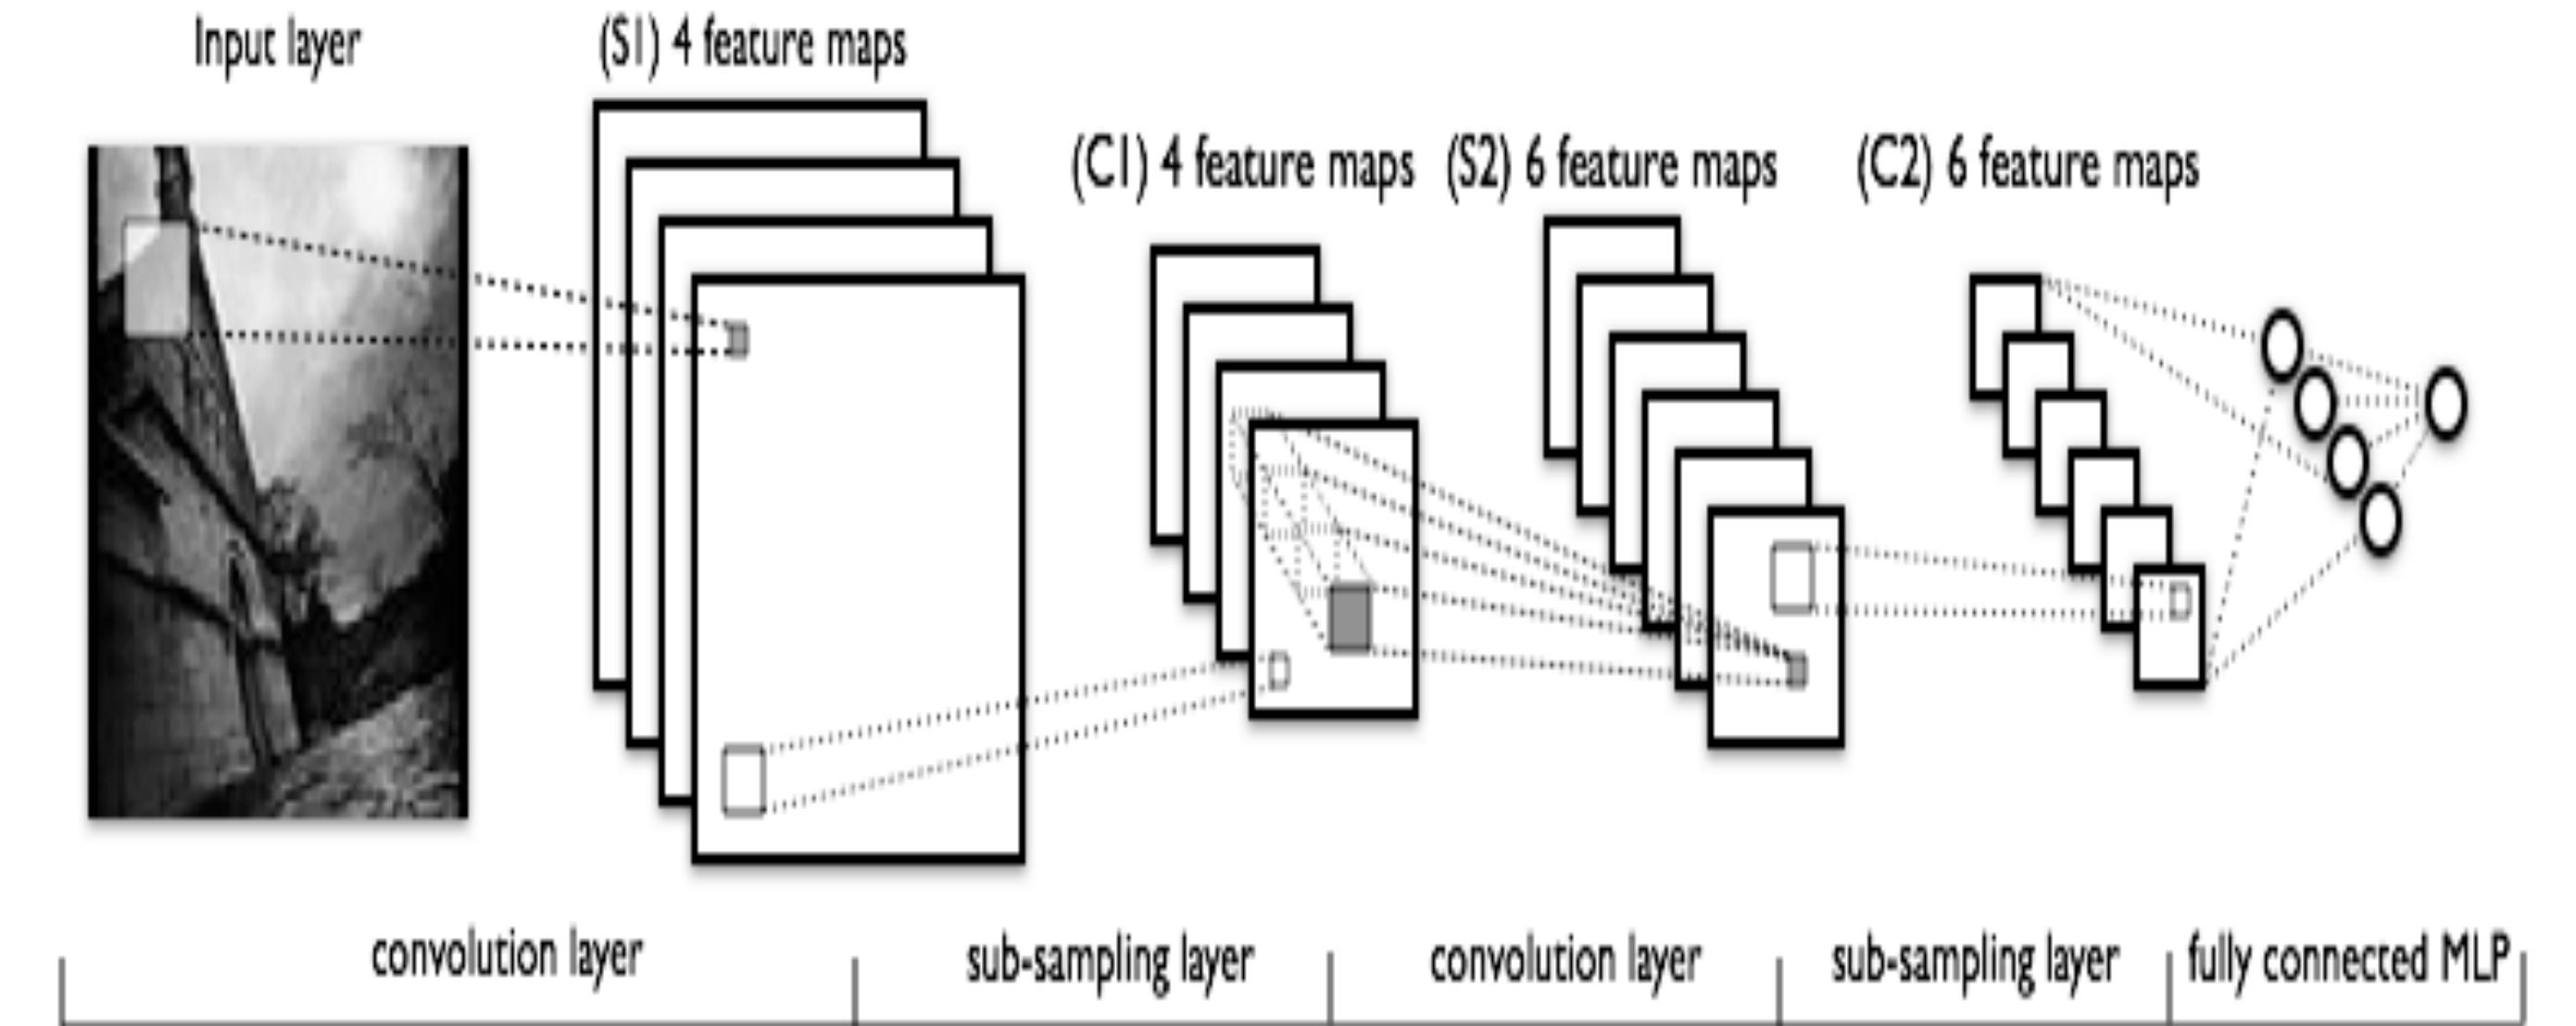 Input layer
(S1) 4 feature maps
(C1) 4 feature maps
(S2) 6 feature maps
(C2) 6 feature maps
convolution layer
sub-sampling layer
convolution layer
sub-sampling layer
fully connected MLP